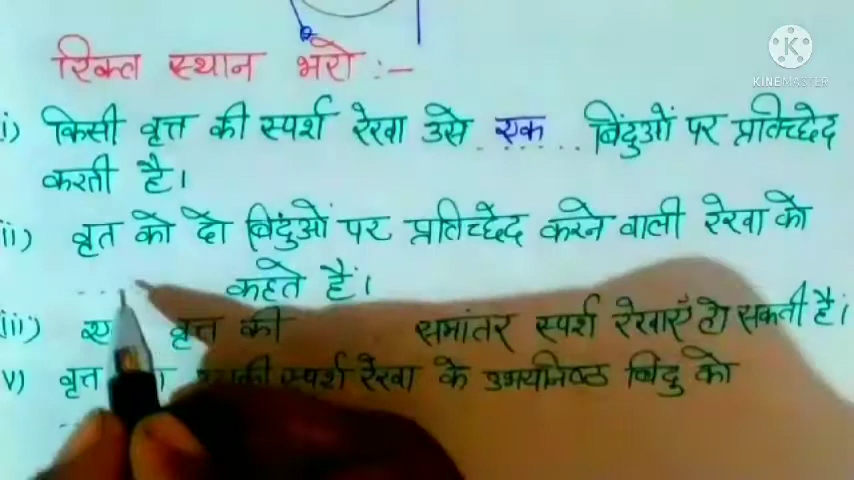 KINEMASTER
रिक्त स्थान भरो :-
i) किसी वृत्त की स्पर्श रेखा उसे एक बिंदुओं पर प्रतिच्छेद
करती है।
ii) वृत को दो बिंदुओं पर प्रतिच्छेद करने वाली रेखा को
कहते हैं।
iii) वृत्त की समांतर स्पर्श रेखाएँ हो सकती है।
v) वृत्त स्पर्श रेखा के उभयनिष्ठ बिंदु को